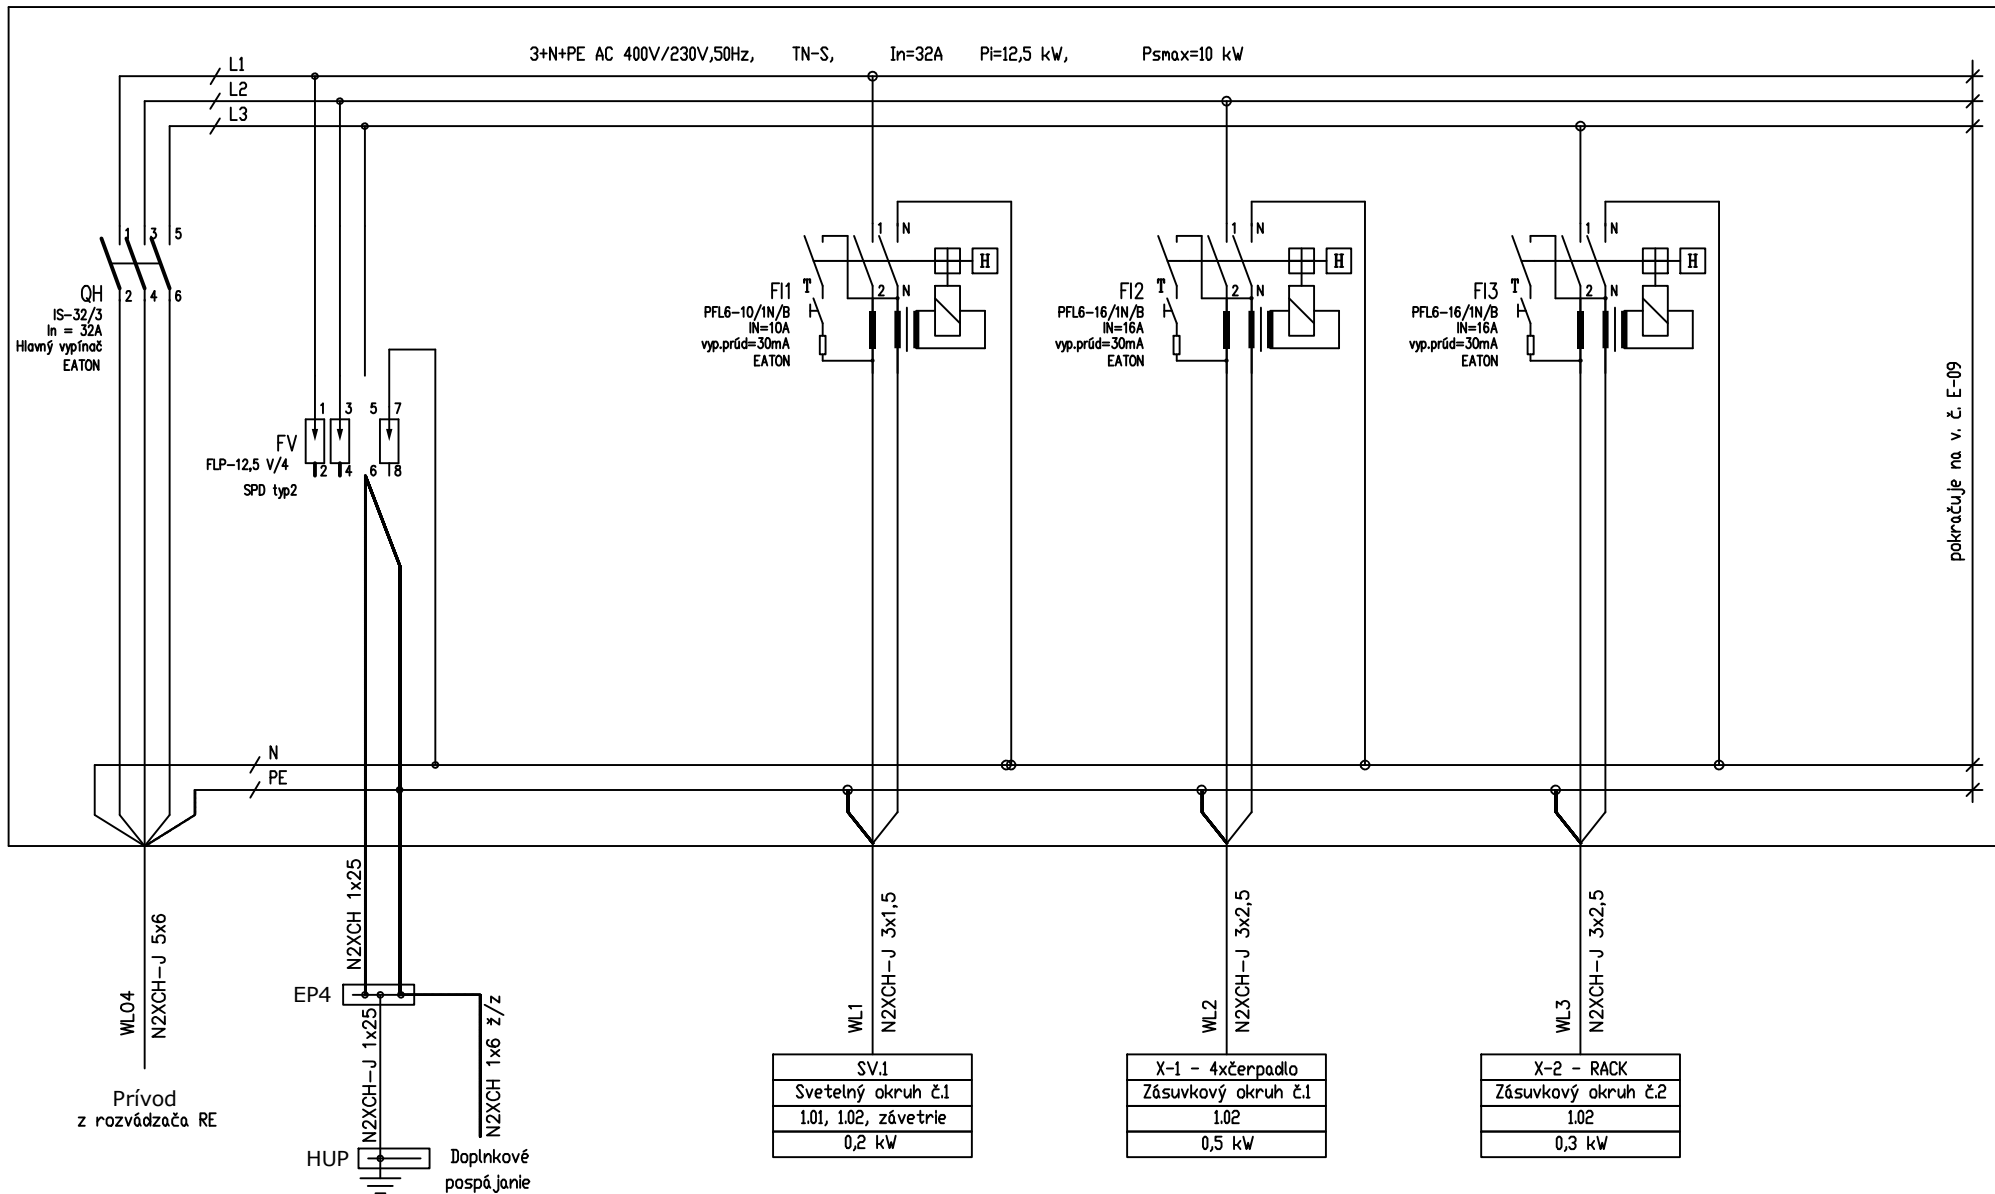 3+N+PE AC 400V/230V,50Hz, TN-S, In=32A Pi=12,5 kW, Psmax=10 kW
L1
L2
L3
1 3 5
2 4 6
QH
IS-32/3
In = 32A
Hlavný vypínač
EATON
1 3 5 7
FV
FLP-12,5 V/4
2 4 6 8
SPD typ2
1 N
H
T
2 N
FI1
PFL6-10/1N/B
IN=10A
vyp.prúd=30mA
EATON
1 N
H
T
2 N
FI2
PFL6-16/1N/B
IN=16A
vyp.prúd=30mA
EATON
1 N
H
T
2 N
FI3
PFL6-16/1N/B
IN=16A
vyp.prúd=30mA
EATON
pokračuje na v. č. E-09
N
PE
WL04
N2XCH-J 5x6
Prívod
z rozvádzača RE
N2XCH 1x25
EP4
N2XCH-J 1x25
N2XCH 1x6 ž/z
HUP
Doplnkové
pospájanie
WL1
N2XCH-J 3x1,5
SV.1
Svetelný okruh č.1
1.01, 1.02, závetrie
0,2 kW
WL2
N2XCH-J 3x2,5
X-1 - 4xčerpadlo
Zásuvkový okruh č.1
1.02
0,5 kW
WL3
N2XCH-J 3x2,5
X-2 - RACK
Zásuvkový okruh č.2
1.02
0,3 kW